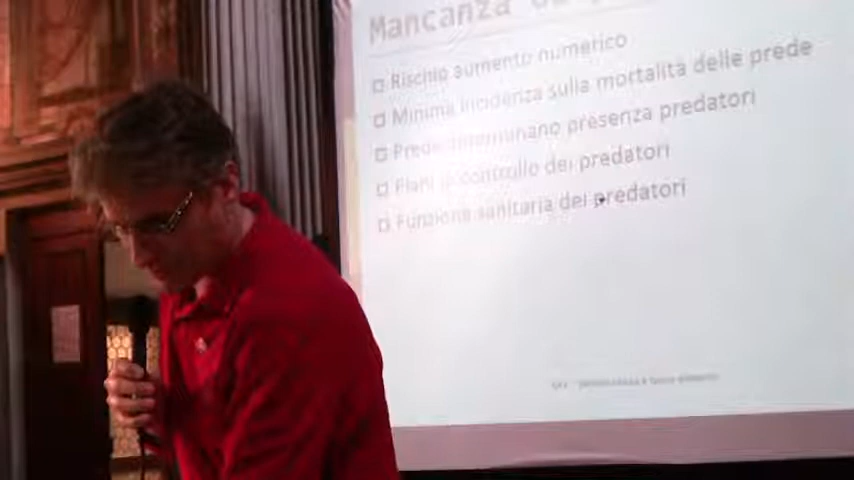 Mancanza
□ Rischio aumento numerico
□ Minima incidenza sulla mortalità delle prede
□ Prede determinano presenza predatori
□ Piani di controllo dei predatori
□ Funzione sanitaria dei predatori